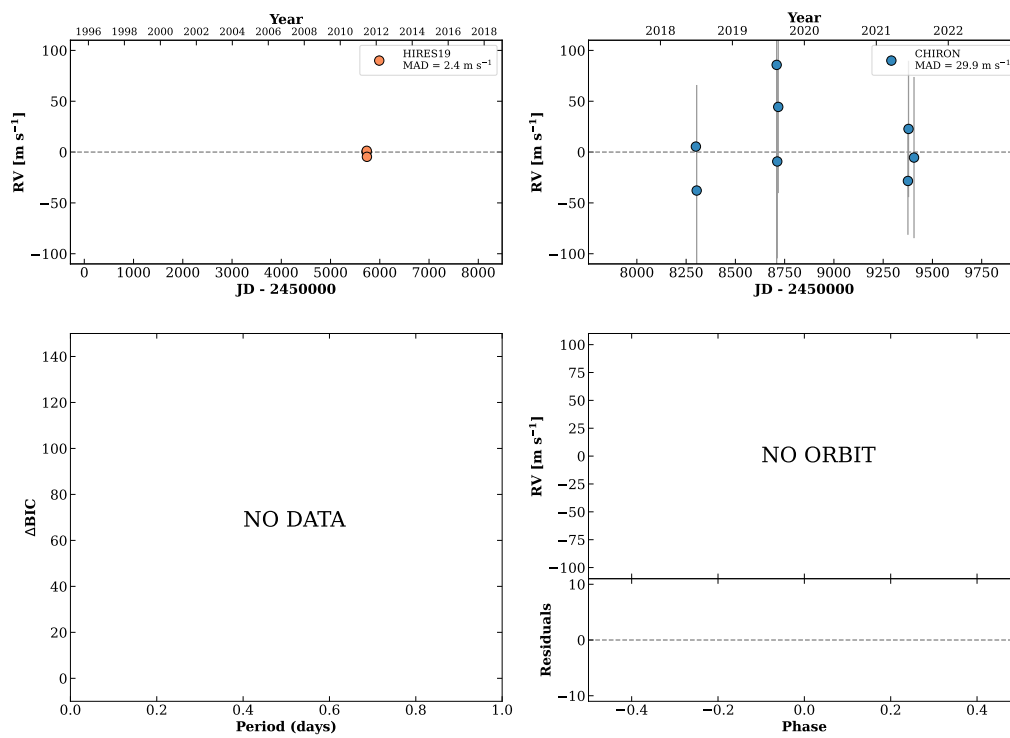 Year
1996 1998 2000 2002 2004 2006 2008 2010 2012 2014 2016 2018
HIRES19
MAD = 2.4 m s⁻¹
RV [m s⁻¹]
100
50
0
−50
−100
0 1000 2000 3000 4000 5000 6000 7000 8000
JD - 2450000
Year
2018 2019 2020 2021 2022
CHIRON
MAD = 29.9 m s⁻¹
RV [m s⁻¹]
100
50
0
−50
−100
8000 8250 8500 8750 9000 9250 9500 9750
JD - 2450000
ΔBIC
140
120
100
80
60
40
20
0
NO DATA
0.0 0.2 0.4 0.6 0.8 1.0
Period (days)
RV [m s⁻¹]
100
75
50
25
0
−25
−50
−75
−100
NO ORBIT
Residuals
10
0
−10
−0.4 −0.2 0.0 0.2 0.4
Phase